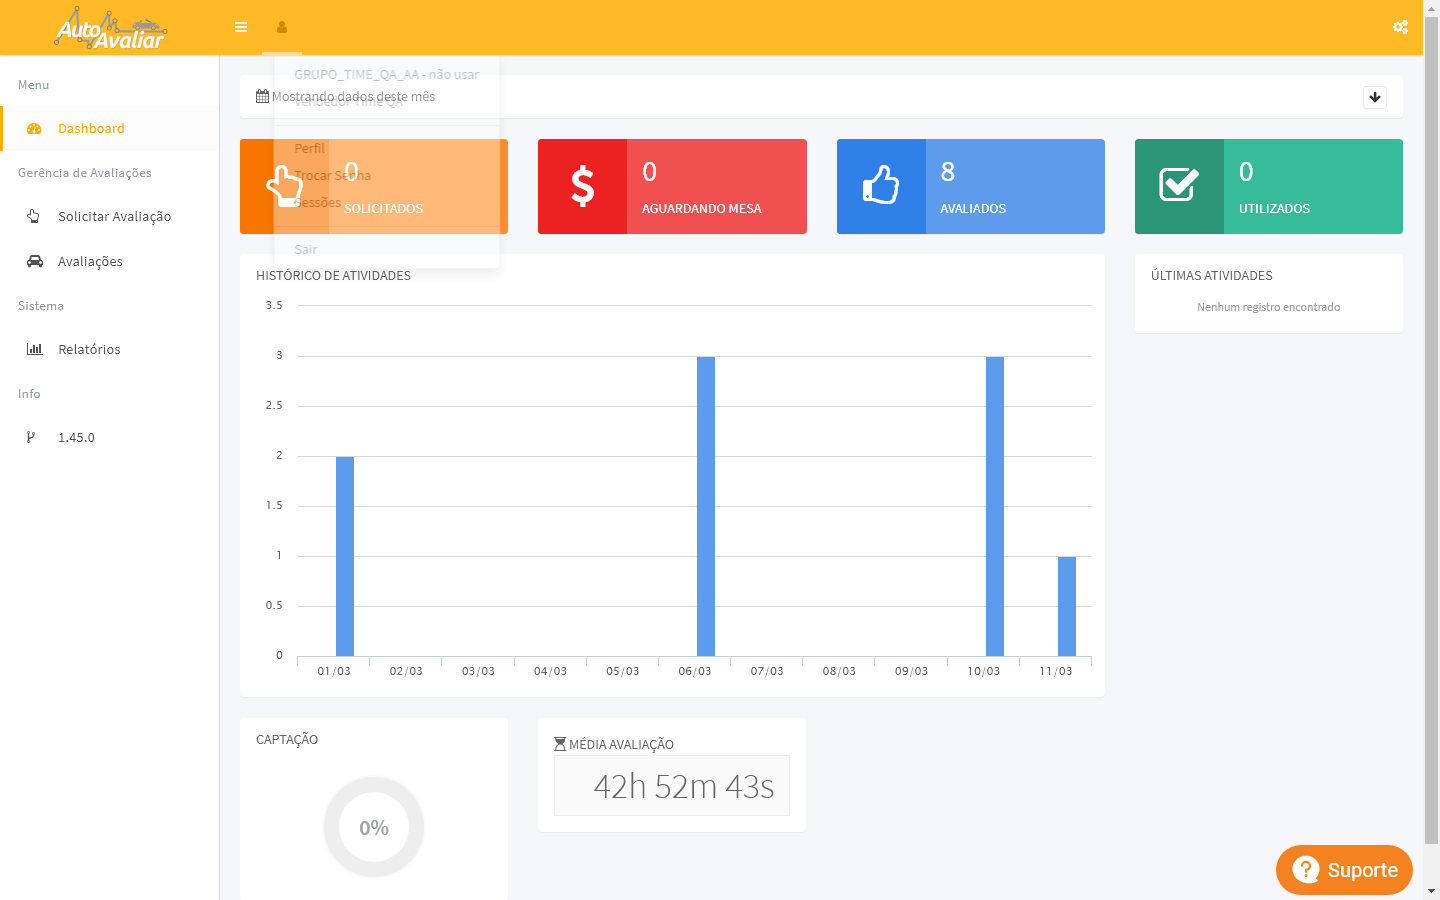 Auto Avaliar
GRUPO_TIME_QA_AA - não usar
Vendedor Time QA
Perfil
Trocar Senha
Sessões
Sair
Menu
Dashboard
Gerência de Avaliações
Solicitar Avaliação
Avaliações
Sistema
Relatórios
Info
1.45.0
Mostrando dados deste mês
0
SOLICITADOS
0
AGUARDANDO MESA
8
AVALIADOS
0
UTILIZADOS
HISTÓRICO DE ATIVIDADES
3.5
3
2.5
2
1.5
1
0.5
0
01/03 02/03 03/03 04/03 05/03 06/03 07/03 08/03 09/03 10/03 11/03
ÚLTIMAS ATIVIDADES
Nenhum registro encontrado
CAPTAÇÃO
0%
MÉDIA AVALIAÇÃO
42h 52m 43s
Suporte